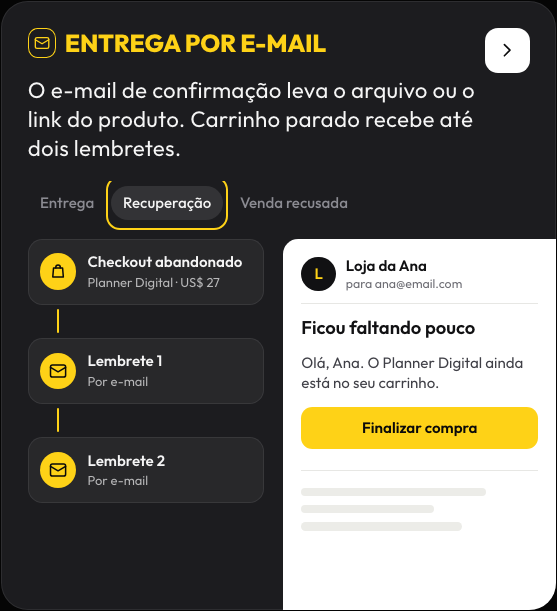 ENTREGA POR E-MAIL
O e-mail de confirmação leva o arquivo ou o
link do produto. Carrinho parado recebe até
dois lembretes.
Entrega
Recuperação
Venda recusada
Checkout abandonado
Planner Digital · US$ 27
Lembrete 1
Por e-mail
Lembrete 2
Por e-mail
L
Loja da Ana
para ana@email.com
Ficou faltando pouco
Olá, Ana. O Planner Digital ainda
está no seu carrinho.
Finalizar compra